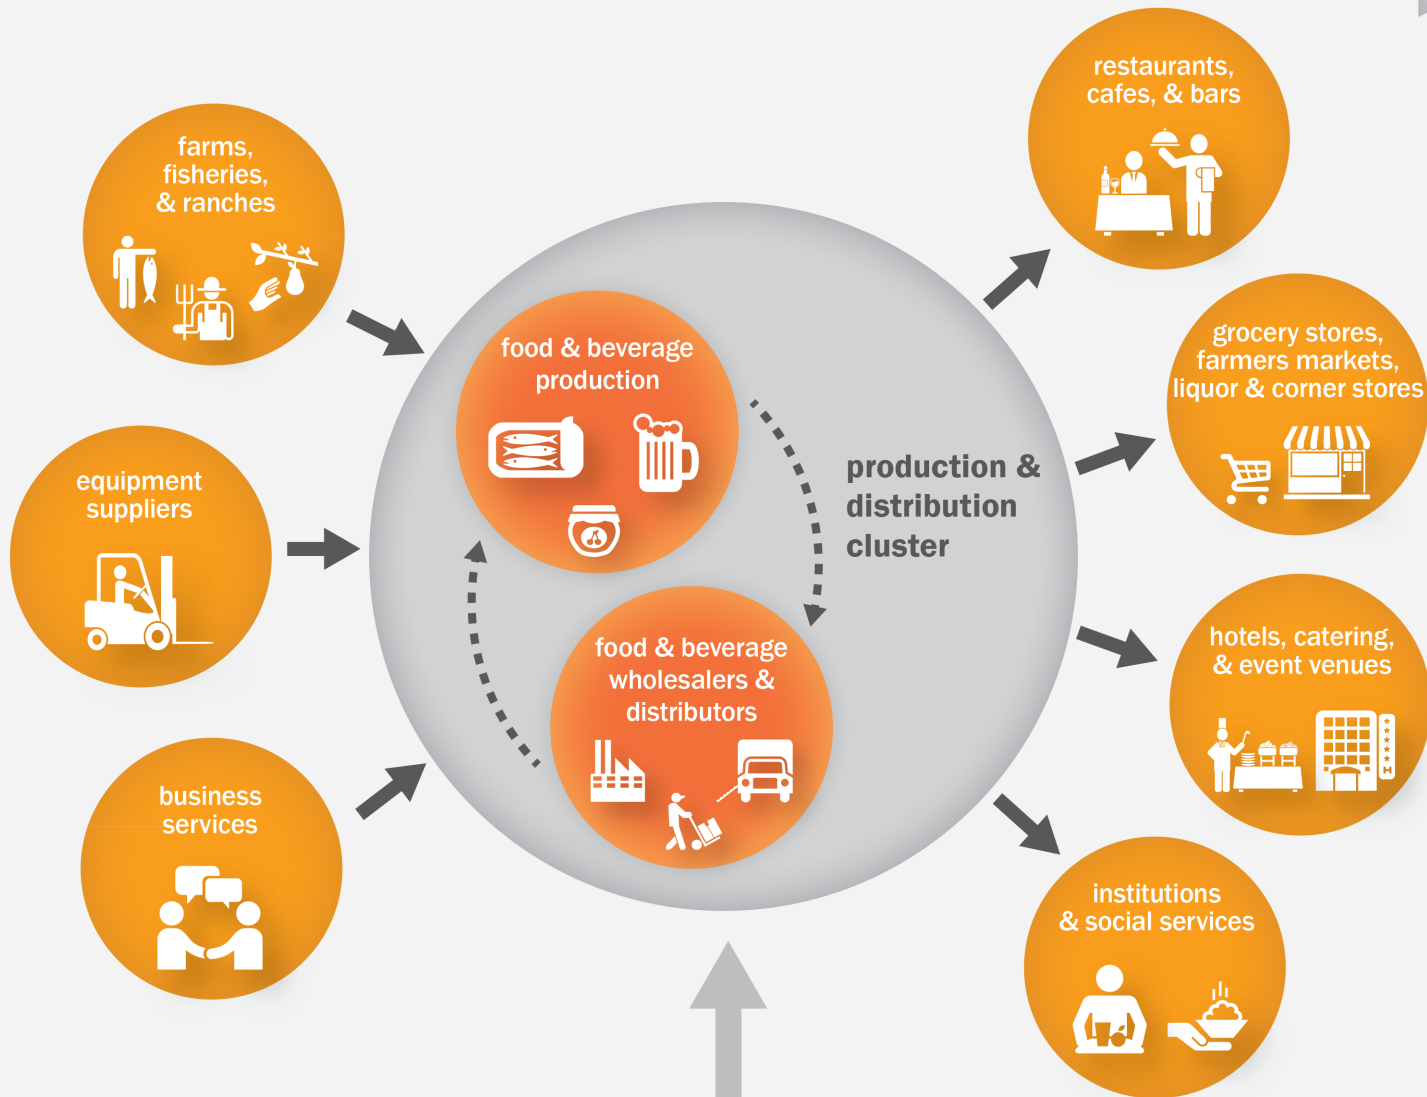 farms,
fisheries,
& ranches
equipment
suppliers
business
services
food & beverage
production
food & beverage
wholesalers &
distributors
production &
distribution
cluster
restaurants,
cafes, & bars
grocery stores,
farmers markets,
liquor & corner stores
hotels, catering,
& event venues
H
institutions
& social services